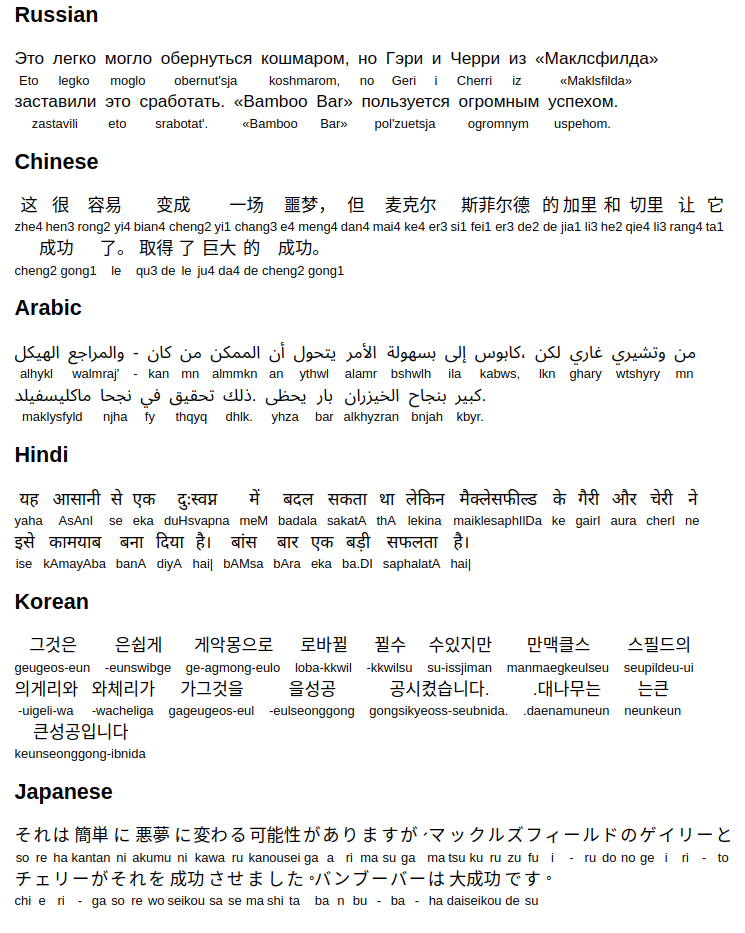 Russian
Это легко могло обернуться кошмаром, но Гэри и Черри из «Маклсфилда»
Eto legko moglo obernut'sja koshmarom, no Geri i Cherri iz «Maklsfilda»
заставили это сработать. «Bamboo Bar» пользуется огромным успехом.
zastavili eto srabotat'. «Bamboo Bar» pol'zuetsja ogromnym uspehom.
Chinese
这 很 容易 变成 一场 噩梦， 但 麦克尔 斯菲尔德 的 加里 和 切里 让 它
zhe4 hen3 rong2 yi4 bian4 cheng2 yi1 chang3 e4 meng4 dan4 mai4 ke4 er3 si1 fei1 er3 de2 de jia1 li3 he2 qie4 li3 rang4 ta1
成功 了。 取得 了 巨大 的 成功。
cheng2 gong1 le qu3 de le ju4 da4 de cheng2 gong1
Arabic
الهيكل والمراجع - كان من الممكن أن يتحول الأمر بسهولة إلى كابوس، لكن غاري وتشيري من
alhykl walmraj' - kan mn almmkn an ythwl alamr bshwlh ila kabws, lkn ghary wtshyry mn
ماكليسفيلد نجحا في تحقيق ذلك. يحظى بار الخيزران بنجاح كبير.
maklysfyld njha fy thqyq dhlk. yhza bar alkhyzran bnjah kbyr.
Hindi
यह आसानी से एक दु:स्वप्न में बदल सकता था लेकिन मैक्लेसफील्ड के गैरी और चेरी ने
yaha AsAnI se eka duHsvapna meM badala sakatA thA lekina maiklesaphIlDa ke gairI aura cherI ne
इसे कामयाब बना दिया है। बांस बार एक बड़ी सफलता है।
ise kAmayAba banA diyA hai| bAMsa bAra eka ba.DI saphalatA hai|
Korean
그것은 은쉽게 게악몽으로 로바뀔 뀔수 수있지만 만맥클스 스필드의
geugeos-eun -eunswibge ge-agmong-eulo loba-kkwil -kkwilsu su-issjiman manmaegkeulseu seupildeu-ui
의게리와 와체리가 가그것을 을성공 공시켰습니다. .대나무는 는큰
-uigeli-wa -wacheliga gageugeos-eul -eulseonggong gongsikyeoss-seubnida. .daenamuneun neunkeun
큰성공입니다
keunseonggong-ibnida
Japanese
それは 簡単 に 悪夢 に変わる 可能性 がありますが、マックルズフィールドのゲイリーと
so re ha kantan ni akumu ni kawa ru kanousei ga a ri ma su ga ma tsu ku ru zu fu i - ru do no ge i ri - to
チェリーがそれを 成功 させました。バンブーバーは 大成功 です。
chi e ri - ga so re wo seikou sa se ma shi ta ba n bu - ba - ha daiseikou de su